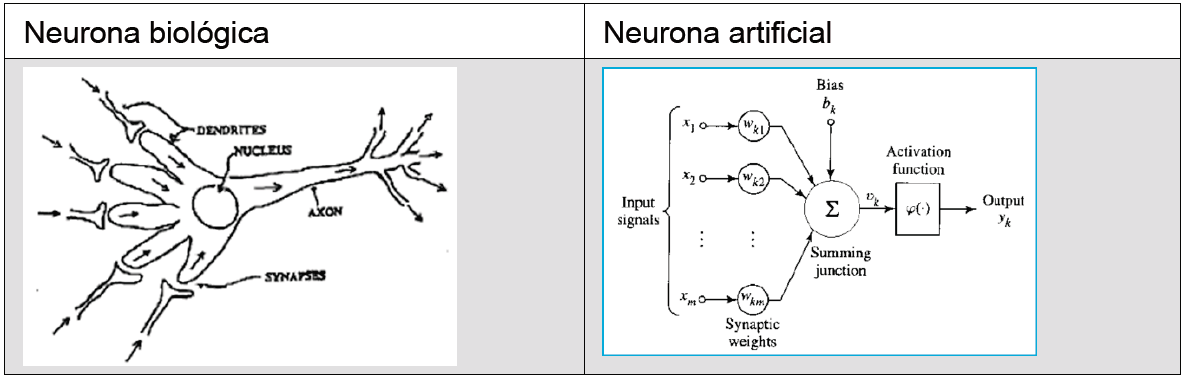 Neurona biológica
DENDRITES
NUCLEUS
AXON
SYNAPSES
Neurona artificial
Bias
b_k
x_1
w_k1
x_2
w_k2
Input
signals
⋮
⋮
x_m
w_km
Synaptic
weights
Σ
Summing
junction
v_k
Activation
function
φ(·)
Output
y_k